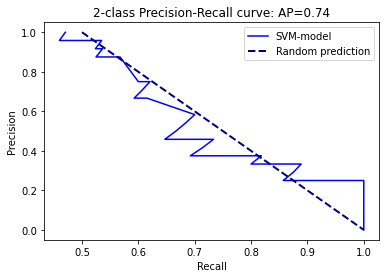 2-class Precision-Recall curve: AP=0.74
SVM-model
Random prediction
Precision
1.0
0.8
0.6
0.4
0.2
0.0
0.5 0.6 0.7 0.8 0.9 1.0
Recall